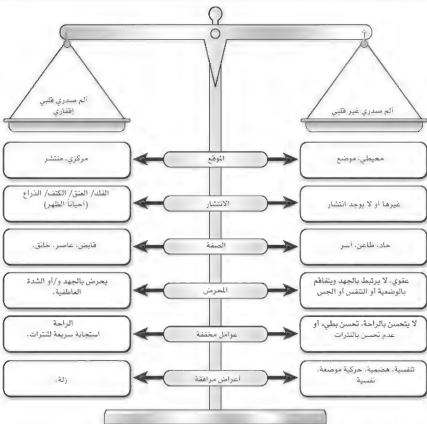 ألم صدري قلبي
إقفاري
ألم صدري غير قلبي
مركزي، منتشر
الموقع
محيطي، موضع
الفك/ العنق/ الكتف/ الذراع
(أحياناً الظهر)
الانتشار
غيرها أو لا يوجد انتشار
قابض، عاصر، خانق.
الصفة
حاد، طاعن، آسر
يحرض بالجهد و/أو الشدة
العاطفية.
المحرض
عفوي، لا يرتبط بالجهد ويتفاقم
بالوضعية أو التنفس أو الجس
الراحة
استجابة سريعة للنترات.
عوامل مخففة
لا يتحسن بالراحة، تحسن بطيء أو
عدم تحسن بالنترات
زلة.
أعراض مرافقة
تنفسية، هضمية، حركية موضعة،
نفسية